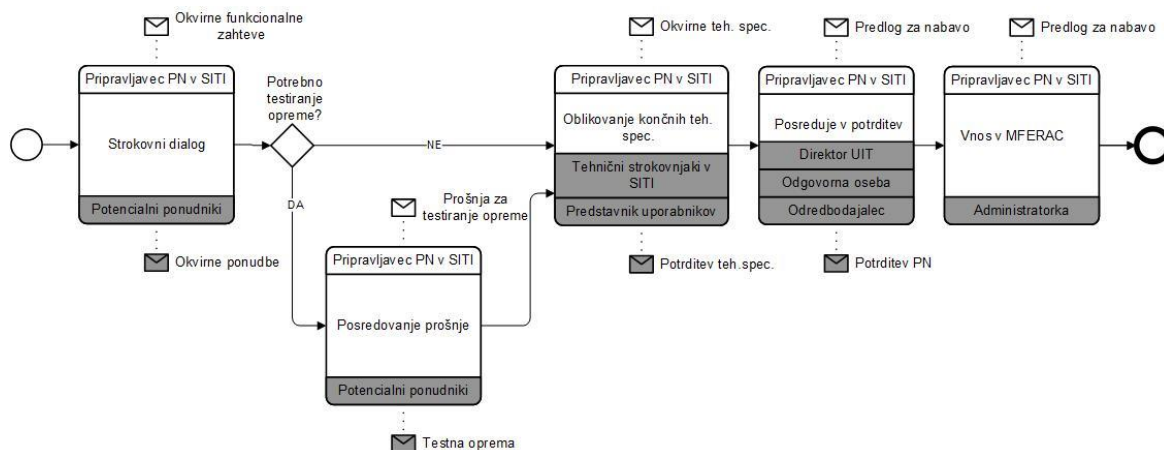 Okvirne funkcionalne
zahteve
Pripravljavec PN v SITI
Strokovni dialog
Potencialni ponudniki
Okvirne ponudbe
Potrebno
testiranje
opreme?
NE
DA
Prošnja za
testiranje opreme
Pripravljavec PN v SITI
Posredovanje prošnje
Potencialni ponudniki
Testna oprema
Okvirne teh. spec.
Pripravljavec PN v SITI
Oblikovanje končnih teh.
spec.
Tehnični strokovnjaki v
SITI
Predstavnik uporabnikov
Potrditev teh.spec.
Predlog za nabavo
Pripravljavec PN v SITI
Posreduje v potrditev
Direktor UIT
Odgovorna oseba
Odredbodajalec
Potrditev PN
Predlog za nabavo
Pripravljavec PN v SITI
Vnos v MFERAC
Administratorka